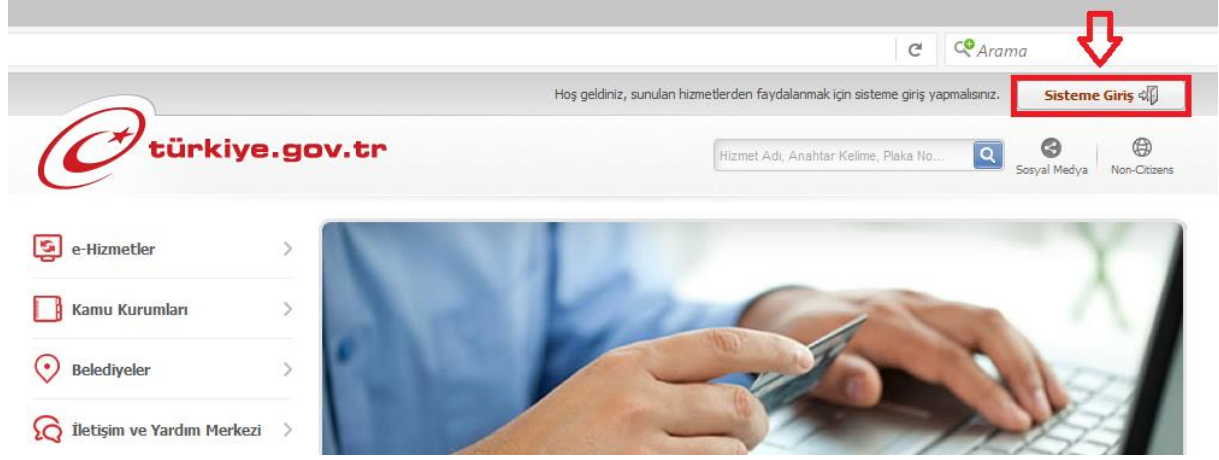 Arama
Hoş geldiniz, sunulan hizmetlerden faydalanmak için sisteme giriş yapmalısınız.
Sisteme Giriş
türkiye.gov.tr
Hizmet Adı, Anahtar Kelime, Plaka No...
Sosyal Medya
Non-Citizens
e-Hizmetler
Kamu Kurumları
Belediyeler
İletişim ve Yardım Merkezi